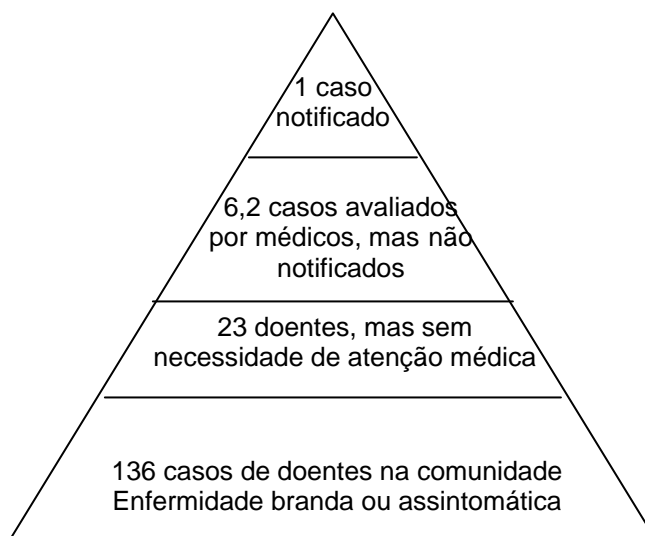 1 caso
notificado
6,2 casos avaliados
por médicos, mas não
notificados
23 doentes, mas sem
necessidade de atenção médica
136 casos de doentes na comunidade
Enfermidade branda ou assintomática